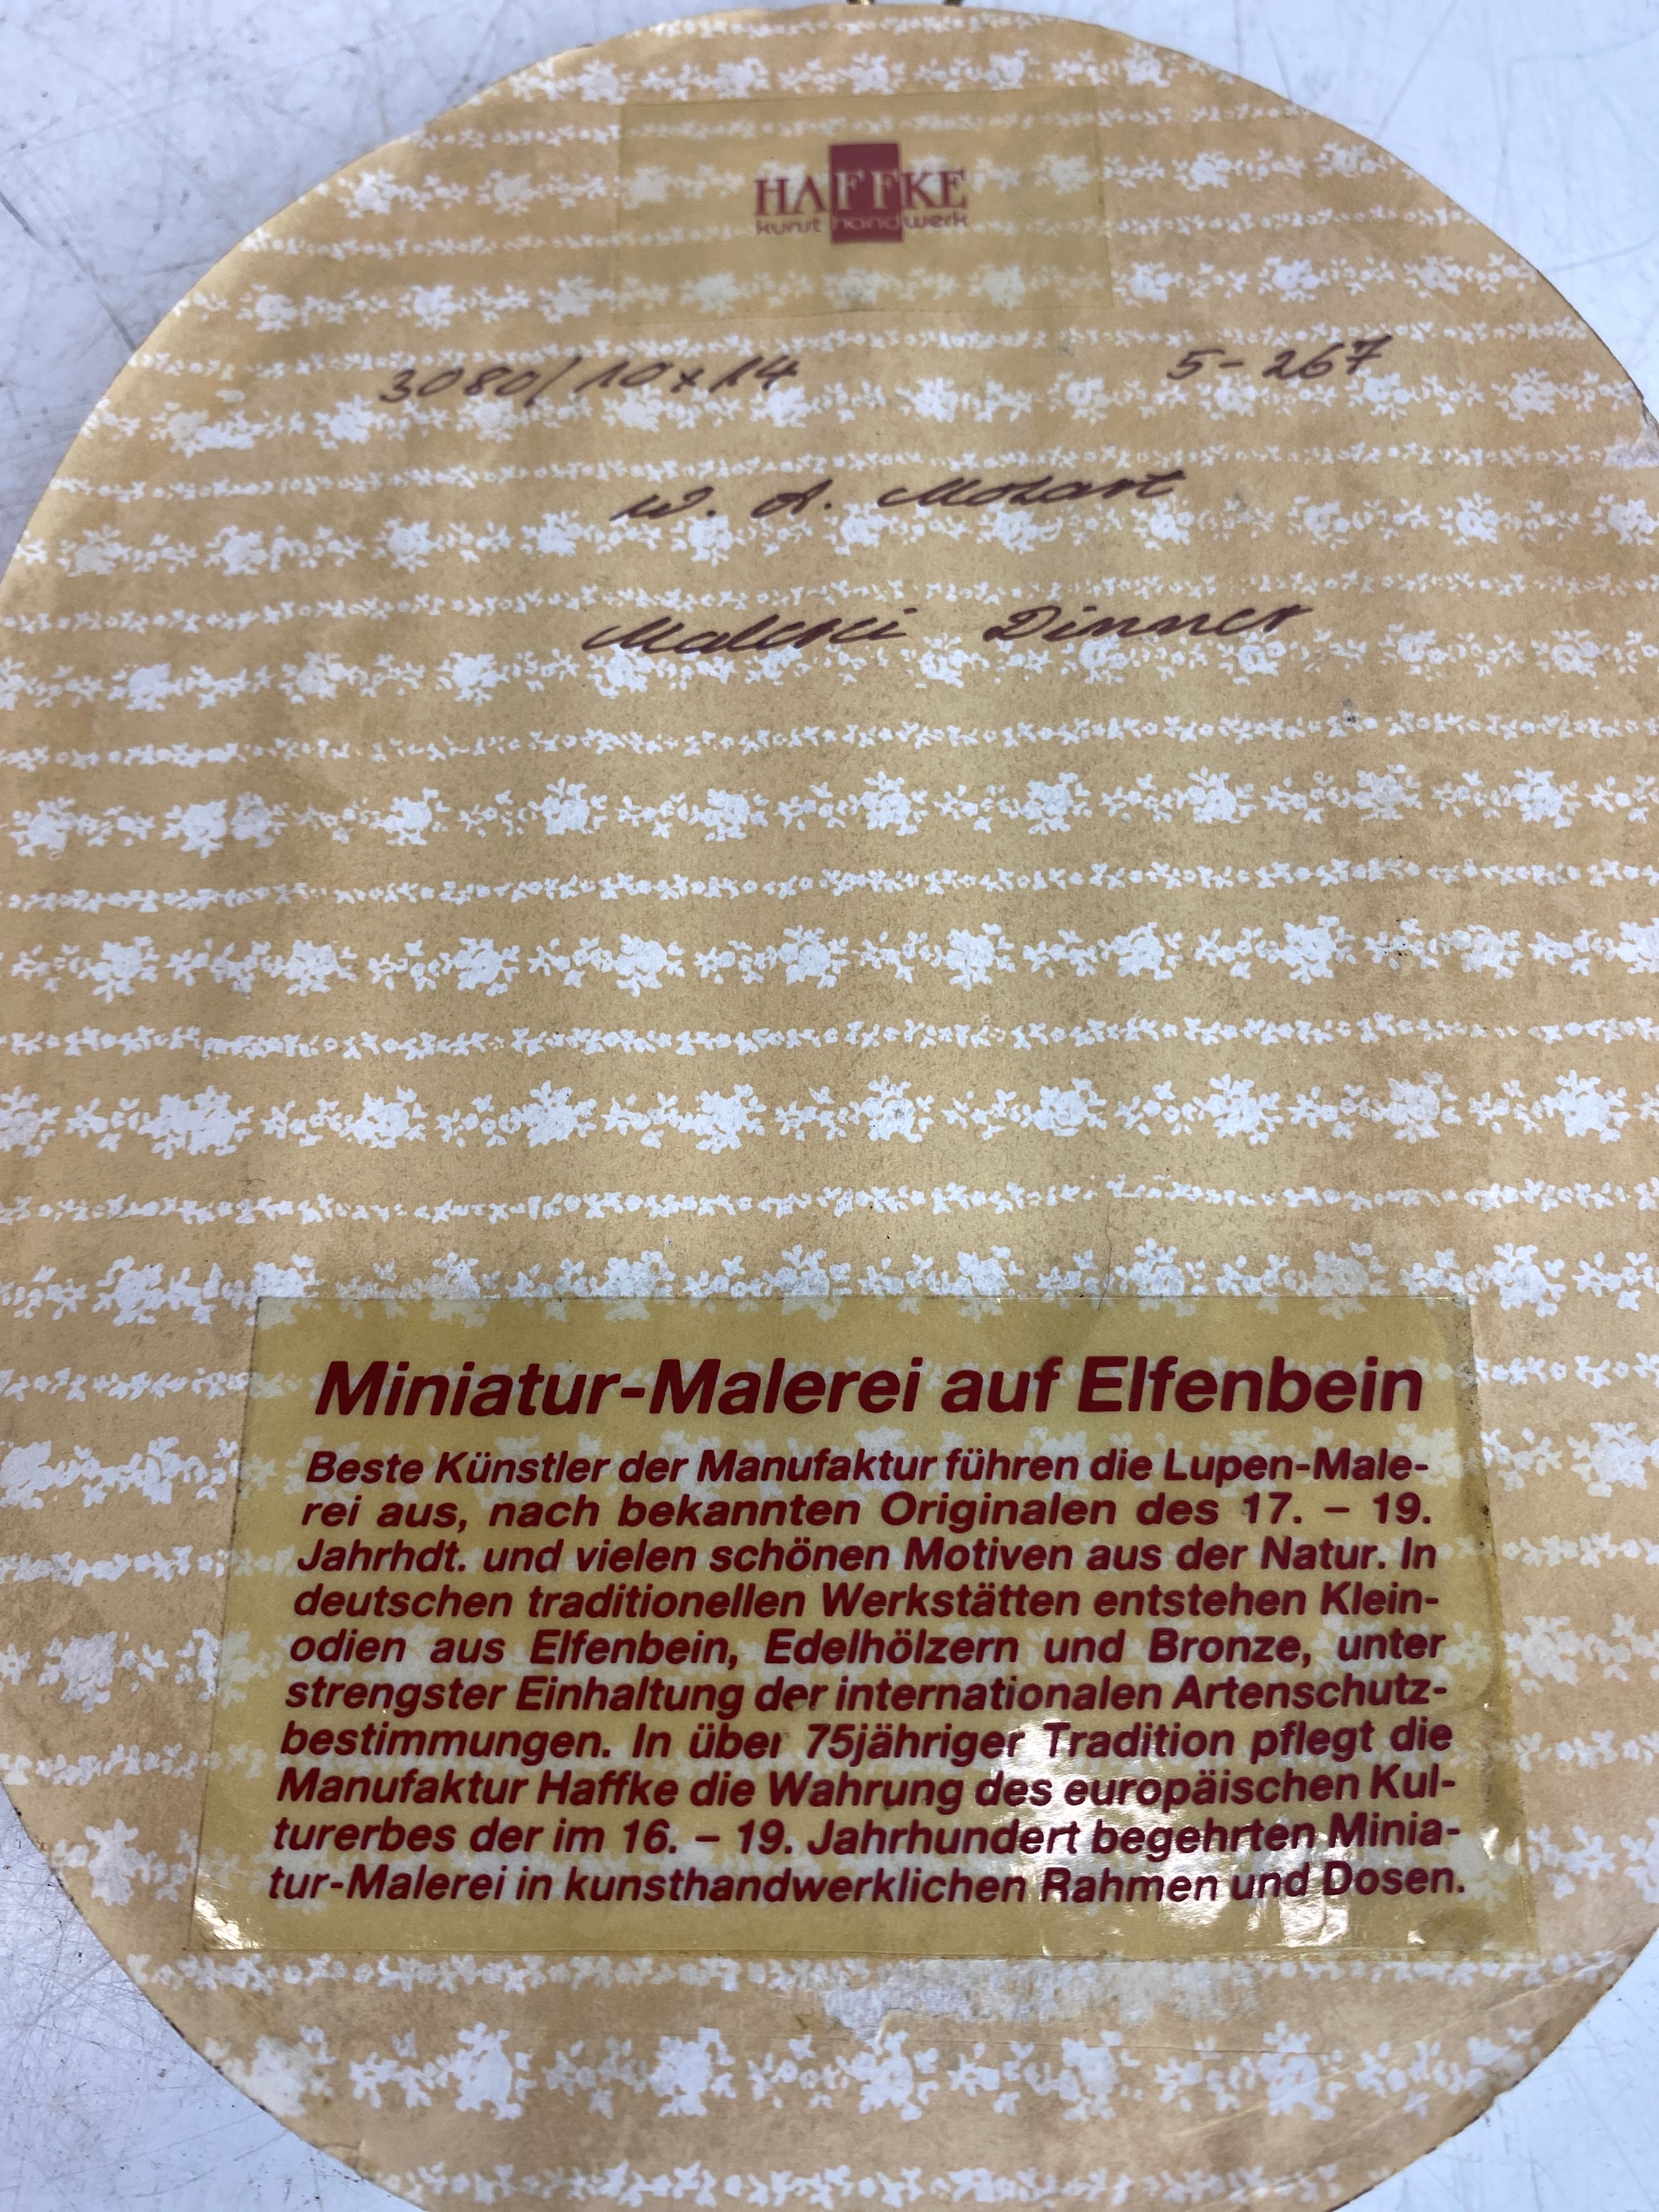 HAFFKE
kunst handwerk
3080/10x14 5-267
W. A. Mozart
Dinner
Miniatur-Malerei auf Elfenbein
Beste Künstler der Manufaktur führen die Lupen-Male-
rei aus, nach bekannten Originalen des 17. – 19.
Jahrhdt. und vielen schönen Motiven aus der Natur. In
deutschen traditionellen Werkstätten entstehen Klein-
odien aus Elfenbein, Edelhölzern und Bronze, unter
strengster Einhaltung der internationalen Artenschutz-
bestimmungen. In über 75jähriger Tradition pflegt die
Manufaktur Haffke die Wahrung des europäischen Kul-
turerbes der im 16. – 19. Jahrhundert begehrten Minia-
tur-Malerei in kunsthandwerklichen Rahmen und Dosen.